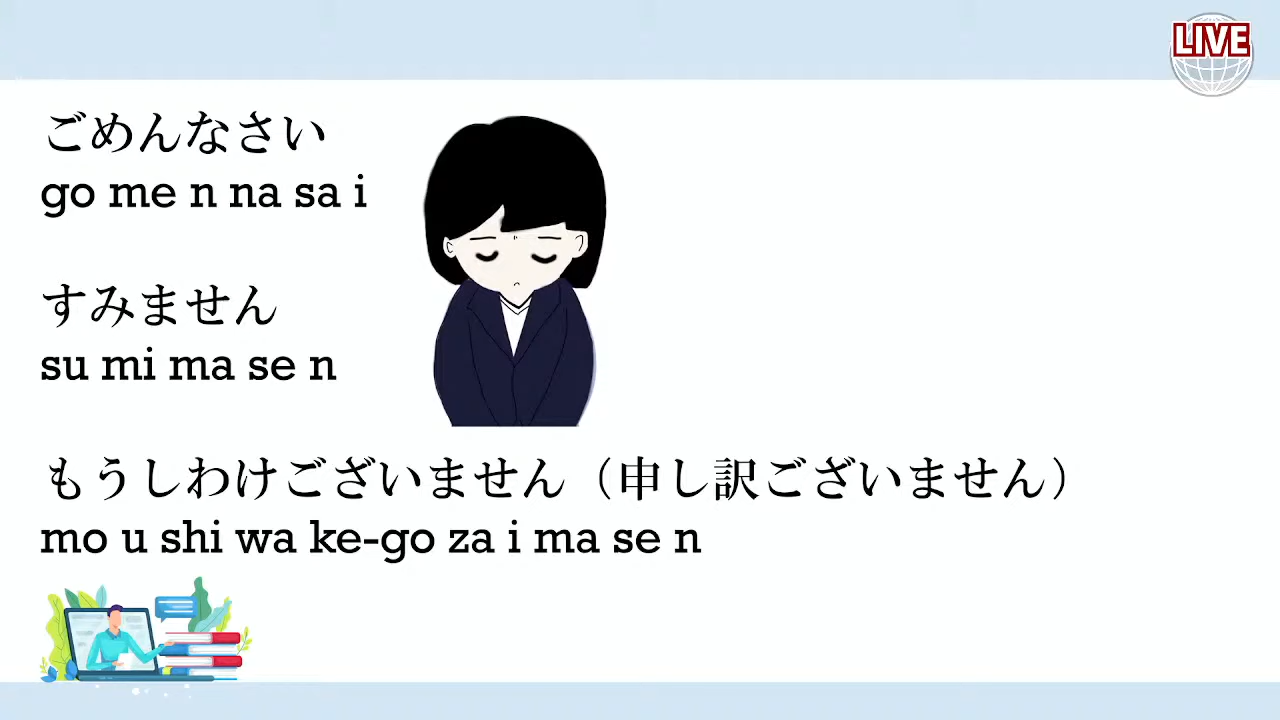 LIVE
ごめんなさい
go me n na sa i
すみません
su mi ma se n
もうしわけございません（申し訳ございません）
mo u shi wa ke-go za i ma se n